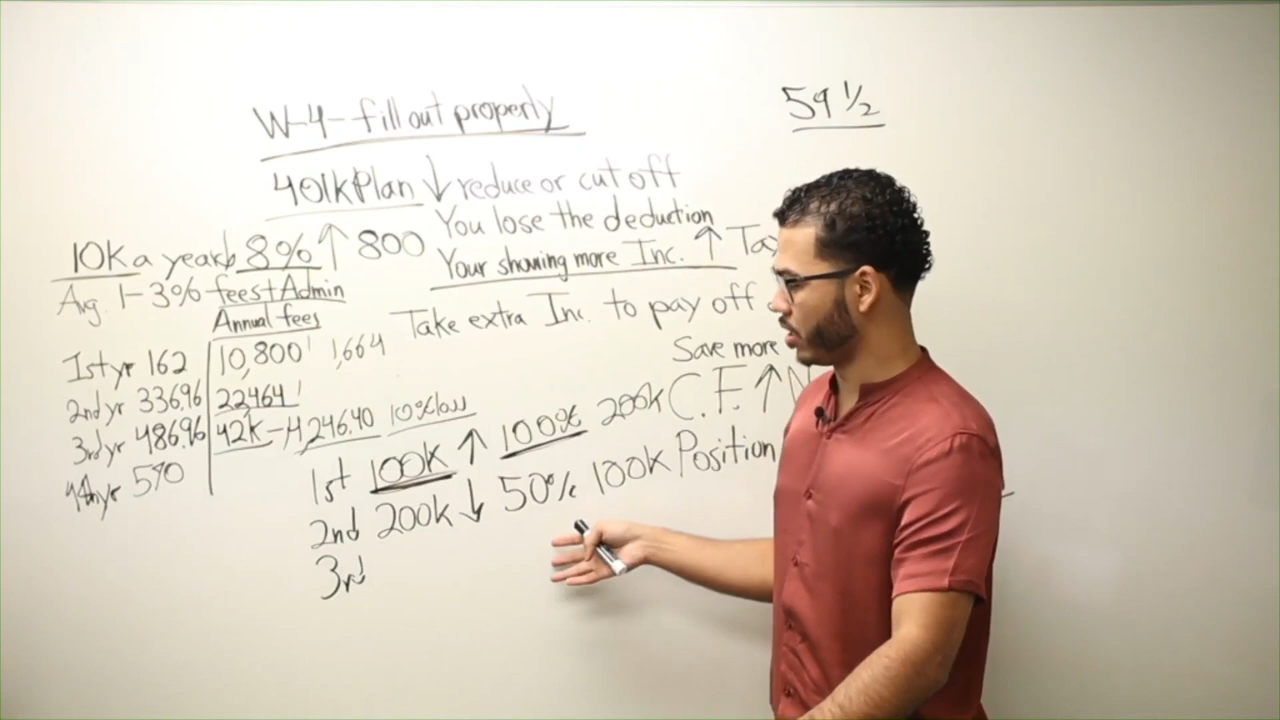 59 1/2
W-4-fill out properly
401k Plan ↓ reduce or cut off
You lose the deduction
10K a year 8% ↑ 800
Your showing more Inc. ↑ Tax
Avg. 1-3% fees + Admin
Annual fees
Take extra Inc. to pay off
1st yr 162 10,800 1,664
Save more
2nd yr 336.96 22464
C.F. ↑
3rd yr 486.96 42K - 4246.40 10% loss
4th yr 590
1st 100K ↑ 100% 200K
2nd 200K ↓ 50% 100K Position
3rd